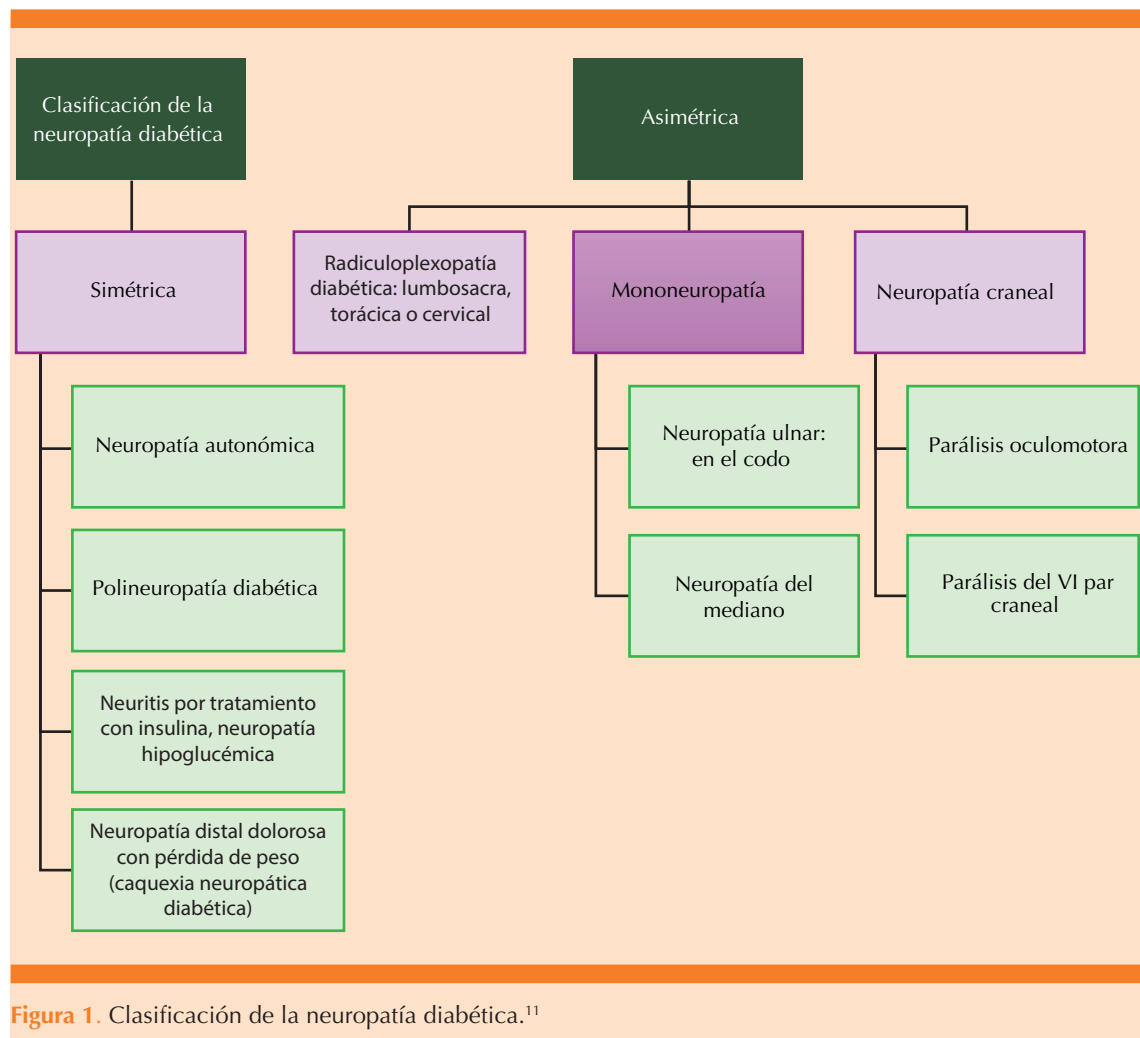 Clasificación de la
neuropatía diabética
Asimétrica
Simétrica
Radiculoplexopatía
diabética: lumbosacra,
torácica o cervical
Mononeuropatía
Neuropatía craneal
Neuropatía autonómica
Neuropatía ulnar:
en el codo
Parálisis oculomotora
Polineuropatía diabética
Neuropatía del
mediano
Parálisis del VI par
craneal
Neuritis por tratamiento
con insulina, neuropatía
hipoglucémica
Neuropatía distal dolorosa
con pérdida de peso
(caquexia neuropática
diabética)
Figura 1. Clasificación de la neuropatía diabética.11